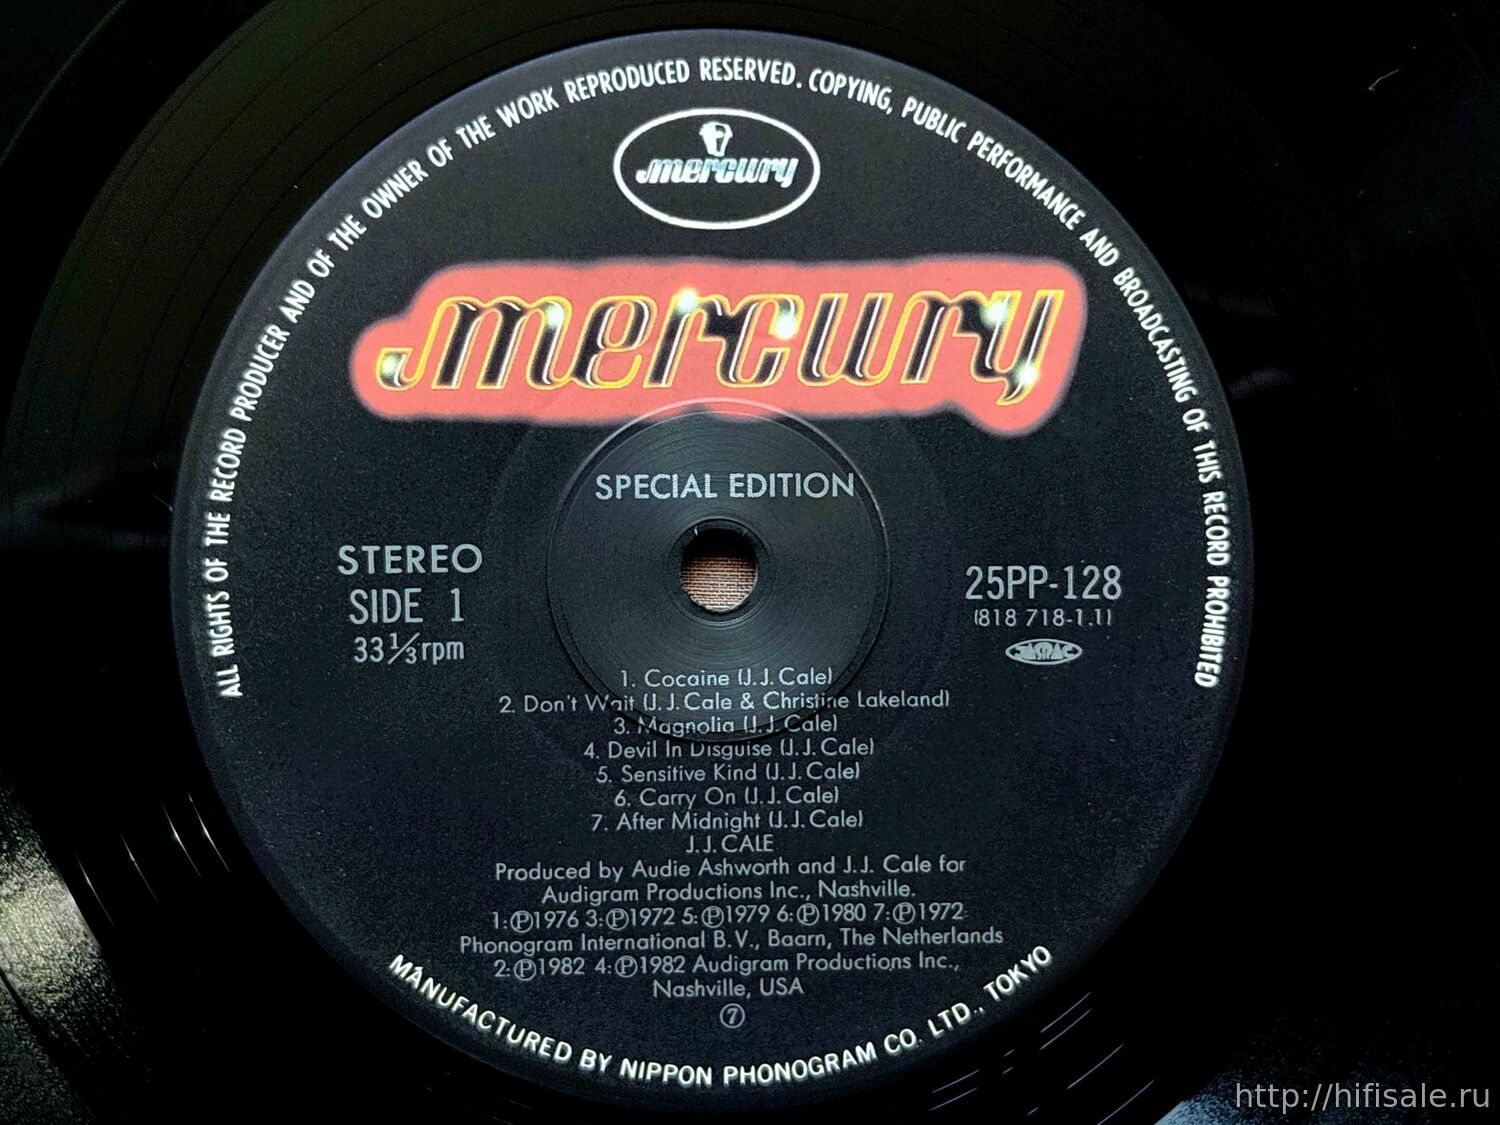 ALL RIGHTS OF THE RECORD PRODUCER AND OF THE OWNER OF THE WORK REPRODUCED RESERVED. COPYING, PUBLIC PERFORMANCE AND BROADCASTING OF THIS RECORD PROHIBITED
mercury
mercury
SPECIAL EDITION
STEREO
SIDE 1
33 1/3 rpm
25PP-128
(818 718-1.1)
JASRAC
1. Cocaine (J.J.Cale)
2. Don't Wait (J.J.Cale & Christine Lakeland)
3. Magnolia (J.J.Cale)
4. Devil In Disguise (J.J.Cale)
5. Sensitive Kind (J.J.Cale)
6. Carry On (J.J.Cale)
7. After Midnight (J.J.Cale)
J.J.CALE
Produced by Audie Ashworth and J.J. Cale for
Audigram Productions Inc., Nashville.
1:℗1976 3:℗1972 5:℗1979 6:℗1980 7:℗1972
Phonogram International B.V., Baarn, The Netherlands
2:℗1982 4:℗1982 Audigram Productions Inc.,
Nashville, USA
⑦
MANUFACTURED BY NIPPON PHONOGRAM CO. LTD., TOKYO
http://hifisale.ru